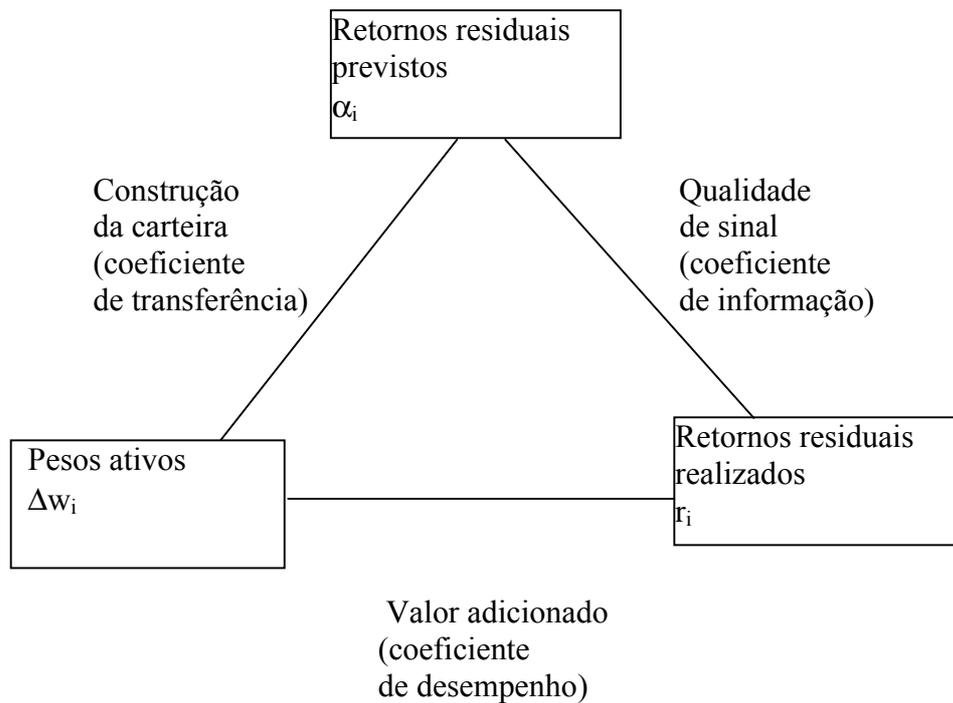 Retornos residuais
previstos
αᵢ
Construção
da carteira
(coeficiente
de transferência)
Qualidade
de sinal
(coeficiente
de informação)
Pesos ativos
Δwᵢ
Retornos residuais
realizados
rᵢ
Valor adicionado
(coeficiente
de desempenho)